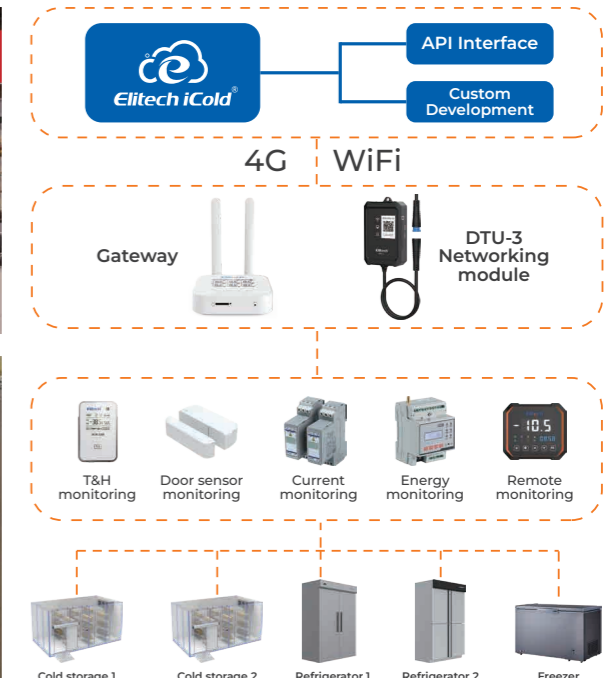 API Interface
Elitech iCold®
Custom
Development
4G WiFi
Gateway
DTU-3
Networking
module
- 10.5
T&H
monitoring
Door sensor
monitoring
Current
monitoring
Energy
monitoring
Remote
monitoring
Cold storage 1
Cold storage 2
Refrigerator 1
Refrigerator 2
Freezer